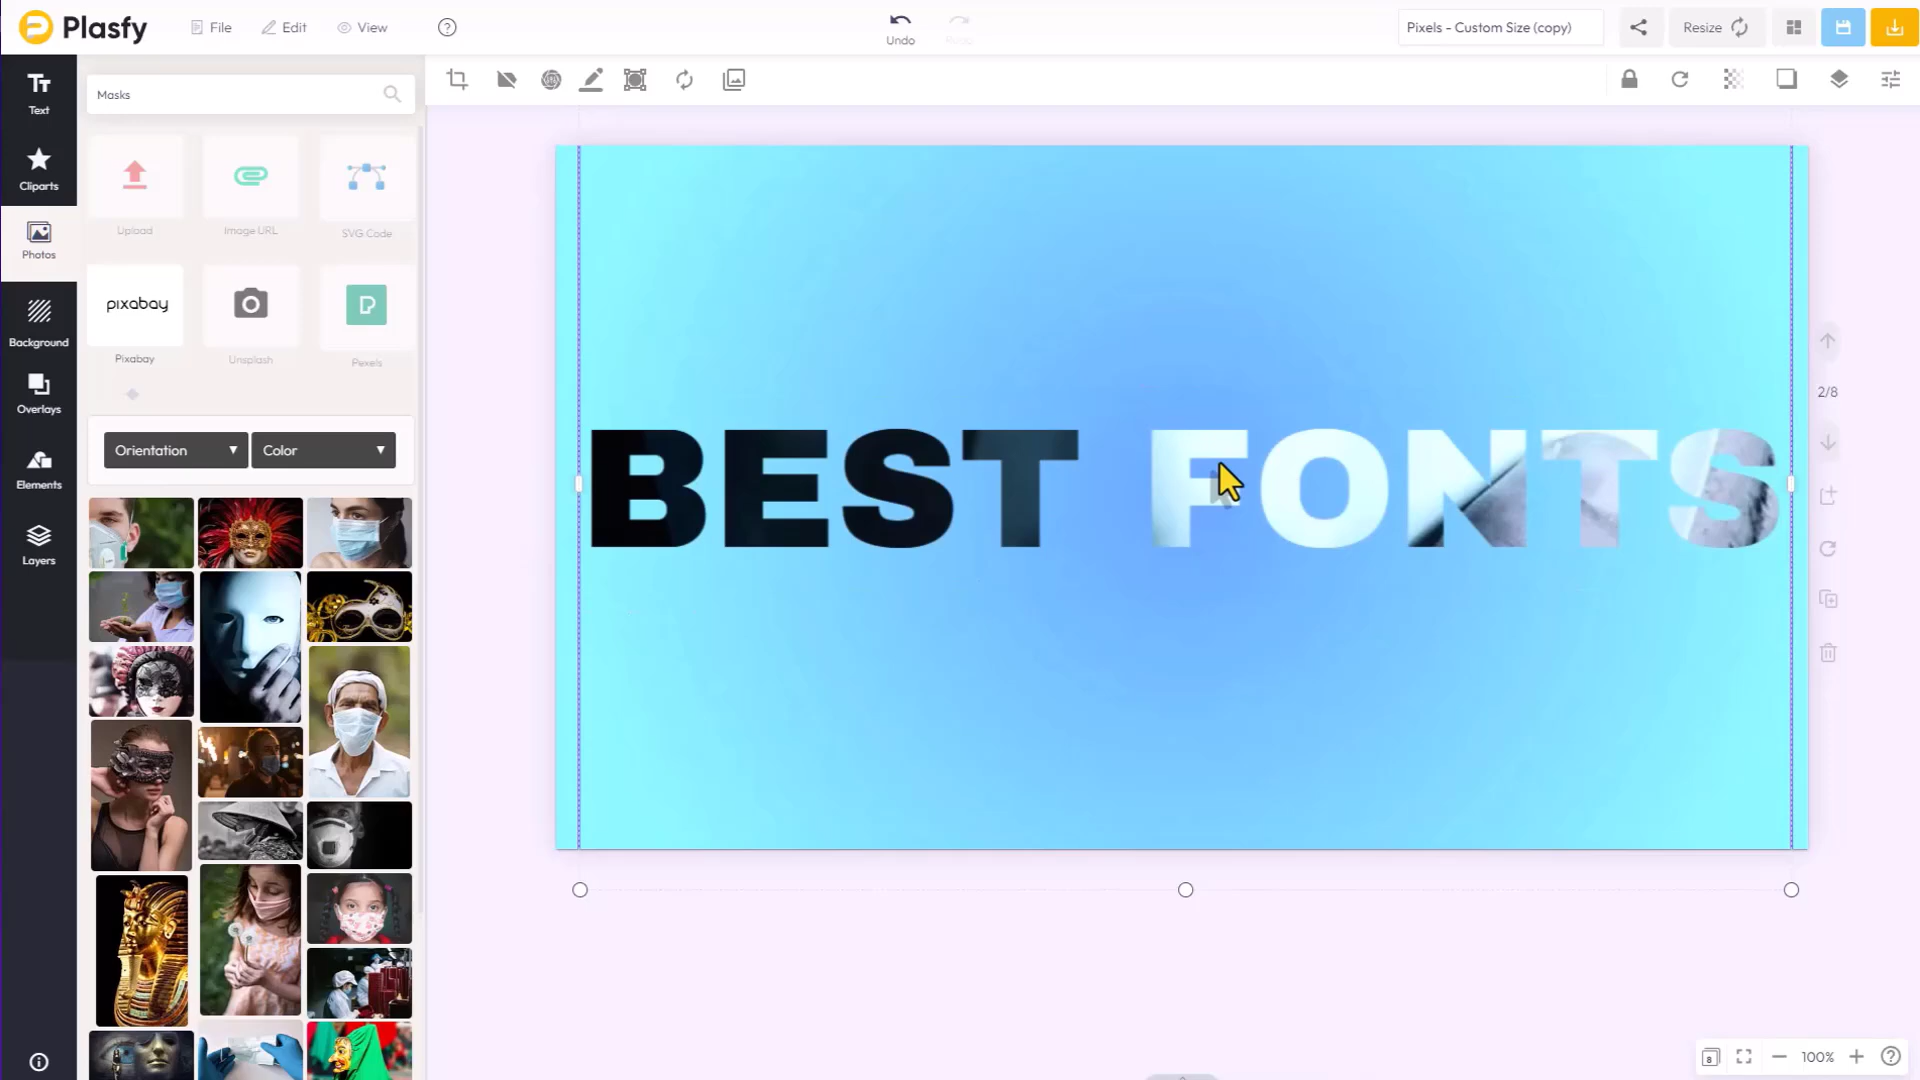 Plasfy
File
Edit
View
Undo
Redo
Pixels - Custom Size (copy)
Resize
Text
Cliparts
Photos
Background
Overlays
Elements
Layers
Masks
Upload
Image URL
SVG Code
pixabay
Pixabay
Unsplash
Pexels
Orientation
Color
BEST FONTS
2/8
8
100%